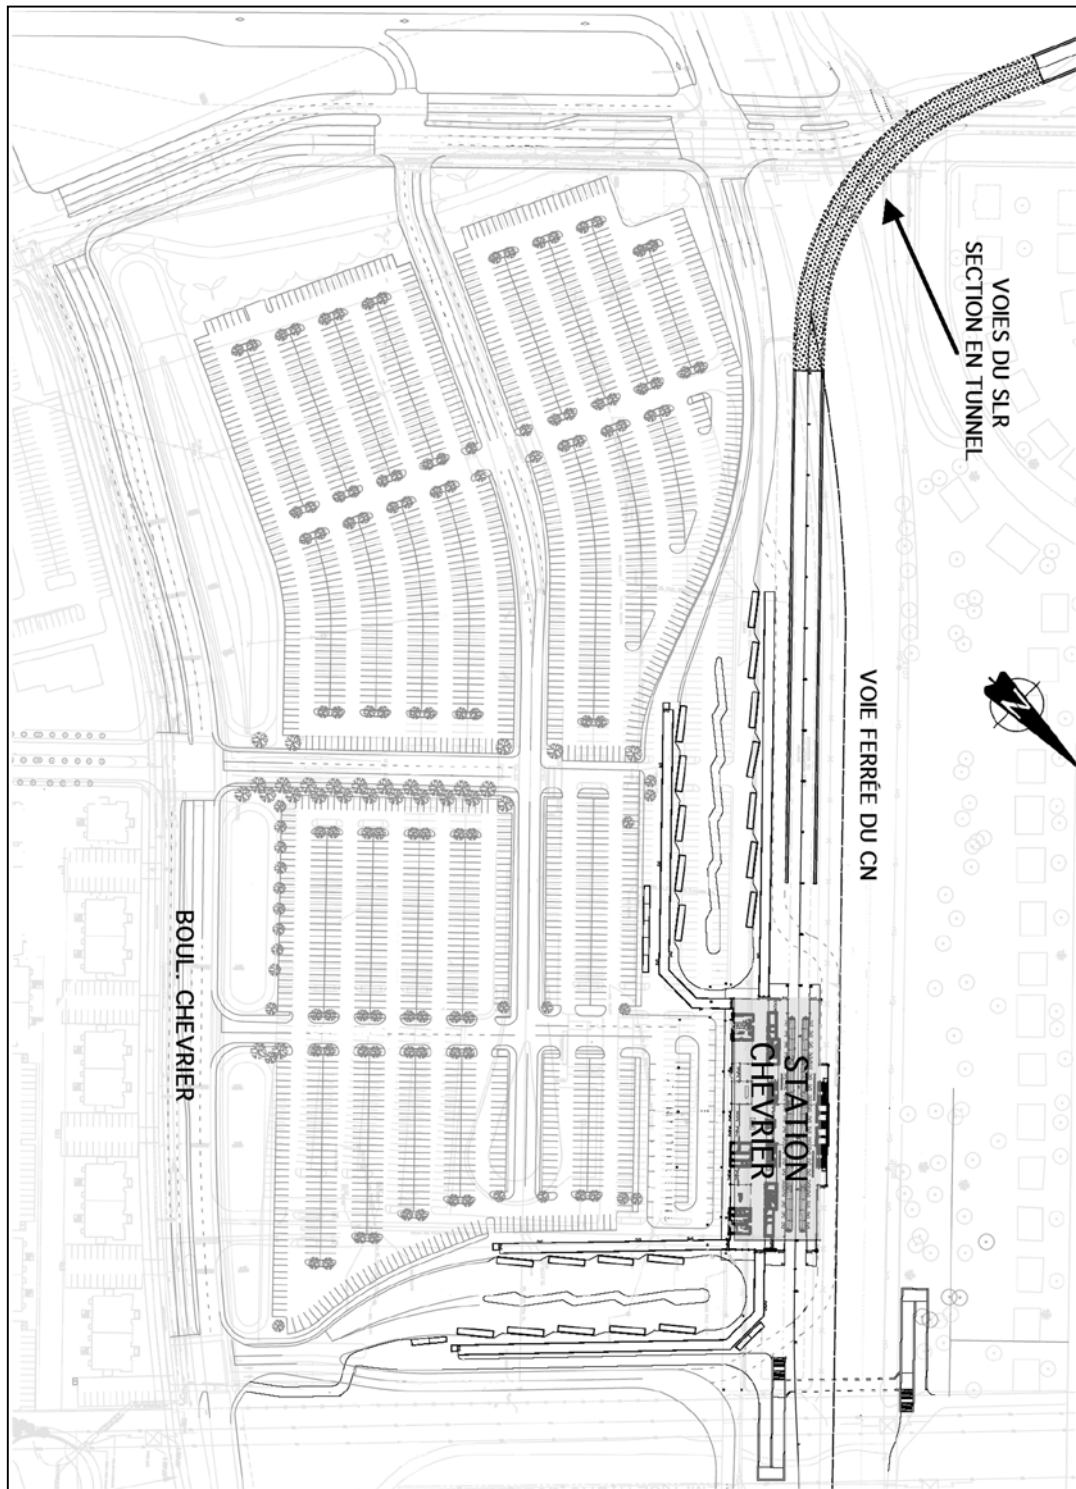 VOIES DU SLR
SECTION EN TUNNEL
N
VOIE FERRÉE DU CN
BOUL. CHEVRIER
STATION
CHEVRIER